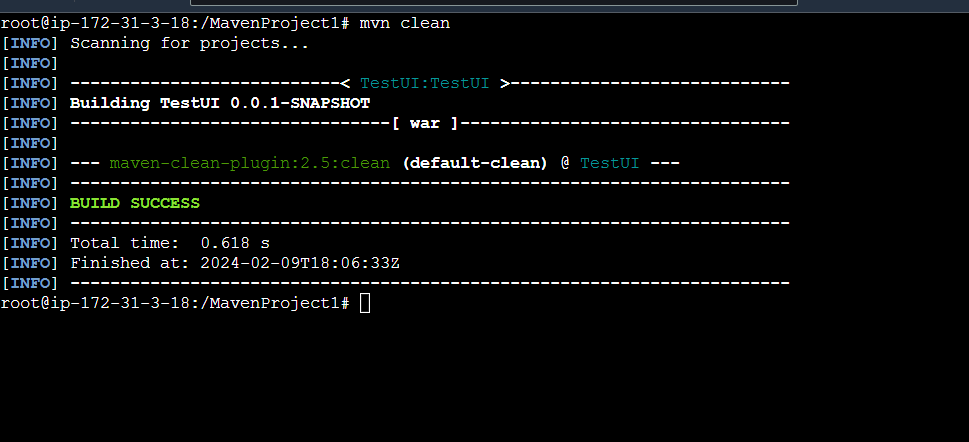 root@ip-172-31-3-18:/MavenProject1# mvn clean
[INFO] Scanning for projects...
[INFO]
[INFO] ---------------------------< TestUI:TestUI >----------------------------
[INFO] Building TestUI 0.0.1-SNAPSHOT
[INFO] --------------------------------[ war ]---------------------------------
[INFO]
[INFO] --- maven-clean-plugin:2.5:clean (default-clean) @ TestUI ---
[INFO] ------------------------------------------------------------------------
[INFO] BUILD SUCCESS
[INFO] ------------------------------------------------------------------------
[INFO] Total time:  0.618 s
[INFO] Finished at: 2024-02-09T18:06:33Z
[INFO] ------------------------------------------------------------------------
root@ip-172-31-3-18:/MavenProject1#